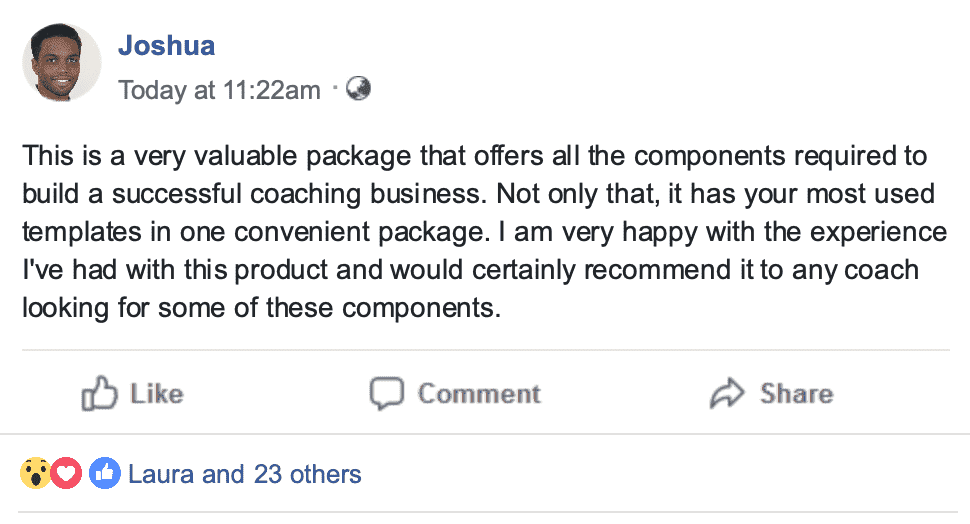 Joshua
Today at 11:22am ·
This is a very valuable package that offers all the components required to
build a successful coaching business. Not only that, it has your most used
templates in one convenient package. I am very happy with the experience
I've had with this product and would certainly recommend it to any coach
looking for some of these components.
Like Comment Share
Laura and 23 others